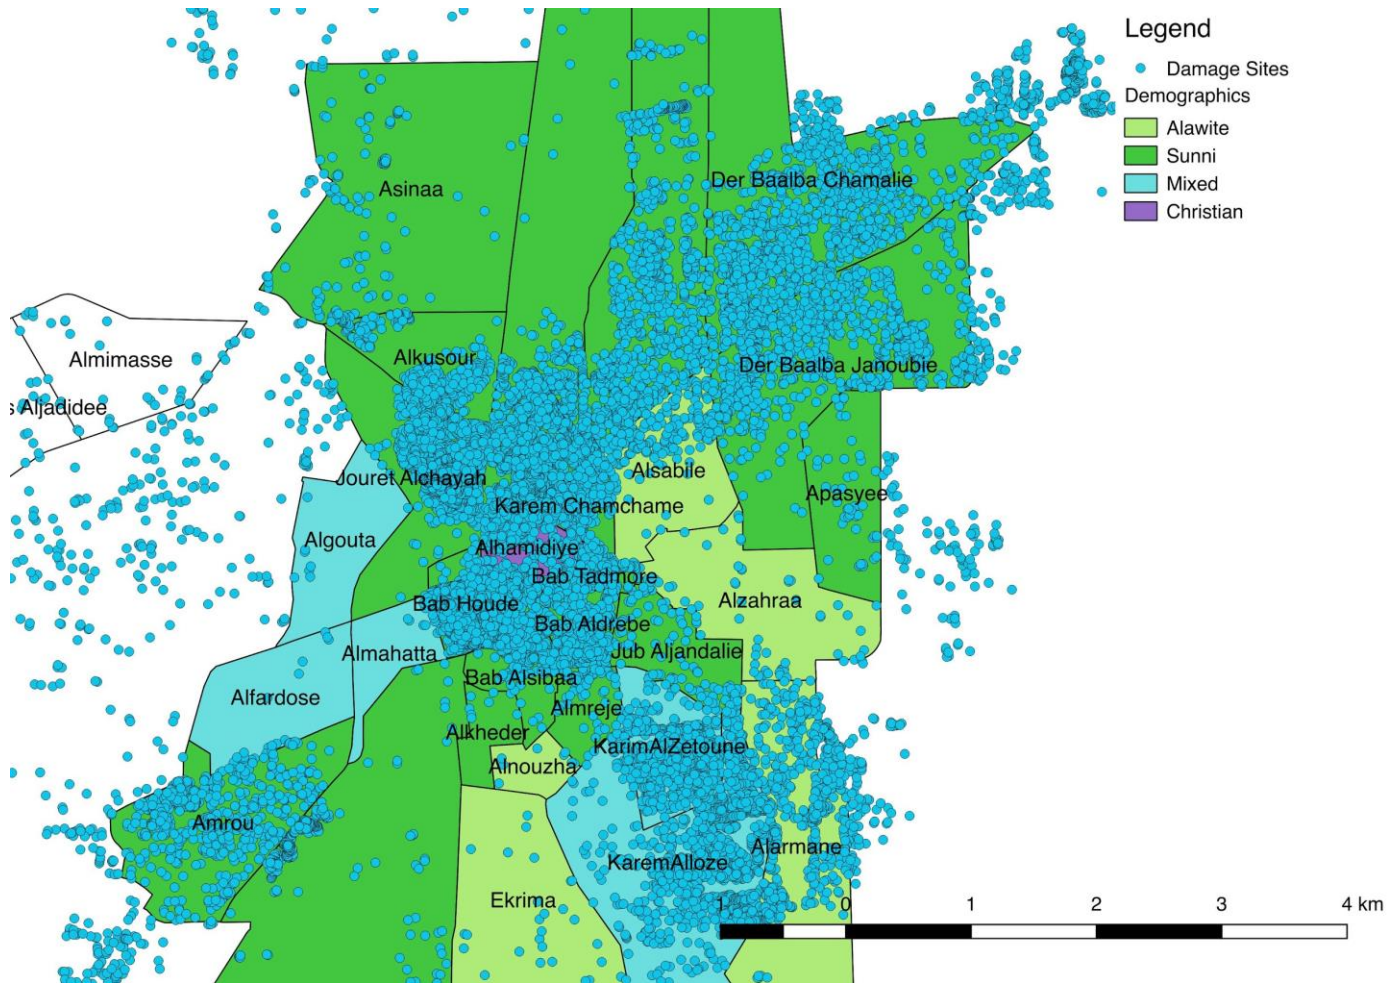 Legend
Damage Sites
Demographics
Alawite
Sunni
Mixed
Christian
Der Baalba Chamalie
Asinaa
Almimasse
Alkusour
Der Baalba Janoubie
s Aljadidee
Alsabile
Jouret Alchayah
Apasyee
Karem Chamchame
Algouta
Alhamidiye
Bab Tadmore
Alzahraa
Bab Houde
Bab Aldrebe
Almahatta
Jub Aljandalie
Bab Alsibaa
Alfardose
Almreje
Alkheder
KarimAlZetoune
Alnouzha
Amrou
Alarmane
KaremAlloze
Ekrima
1 0 1 2 3 4 km